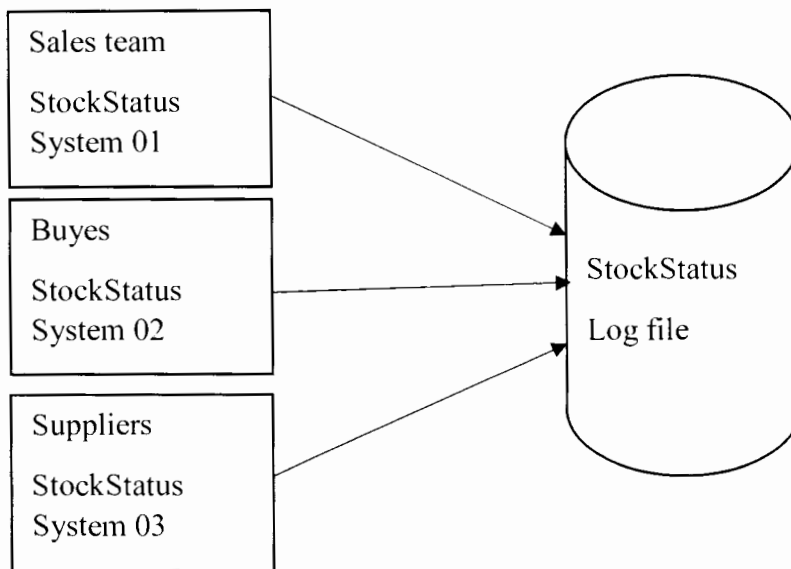 Sales team
StockStatus
System 01
Buyes
StockStatus
System 02
Suppliers
StockStatus
System 03
StockStatus
Log file